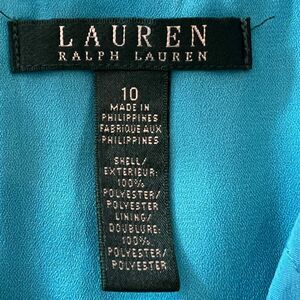 LAUREN
RALPH LAUREN
10
MADE IN
PHILIPPINES
FABRIQUE AUX
PHILIPPINES
SHELL/
EXTERIEUR:
100%
POLYESTER/
POLYESTER
LINING/
DOUBLURE:
100%
POLYESTER/
POLYESTER